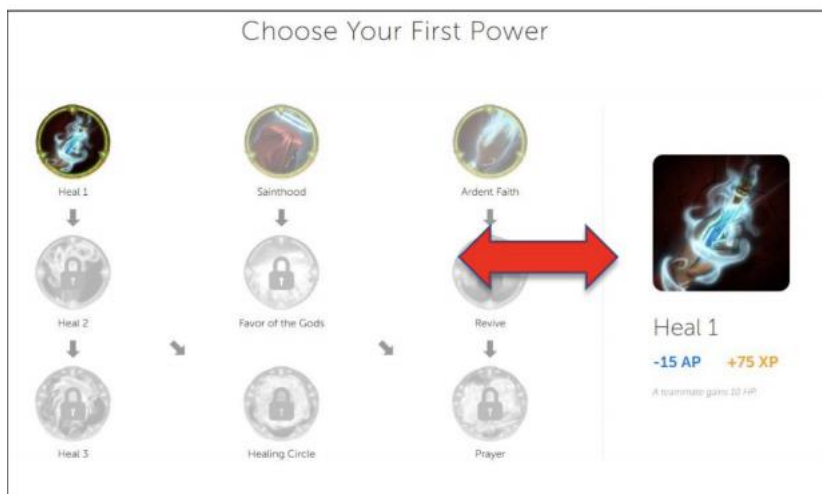 Choose Your First Power
Heal 1
Sainthood
Ardent Faith
Heal 2
Favor of the Gods
Revive
Heal 3
Healing Circle
Prayer
Heal 1
-15 AP +75 XP
A teammate gains 10 HP.